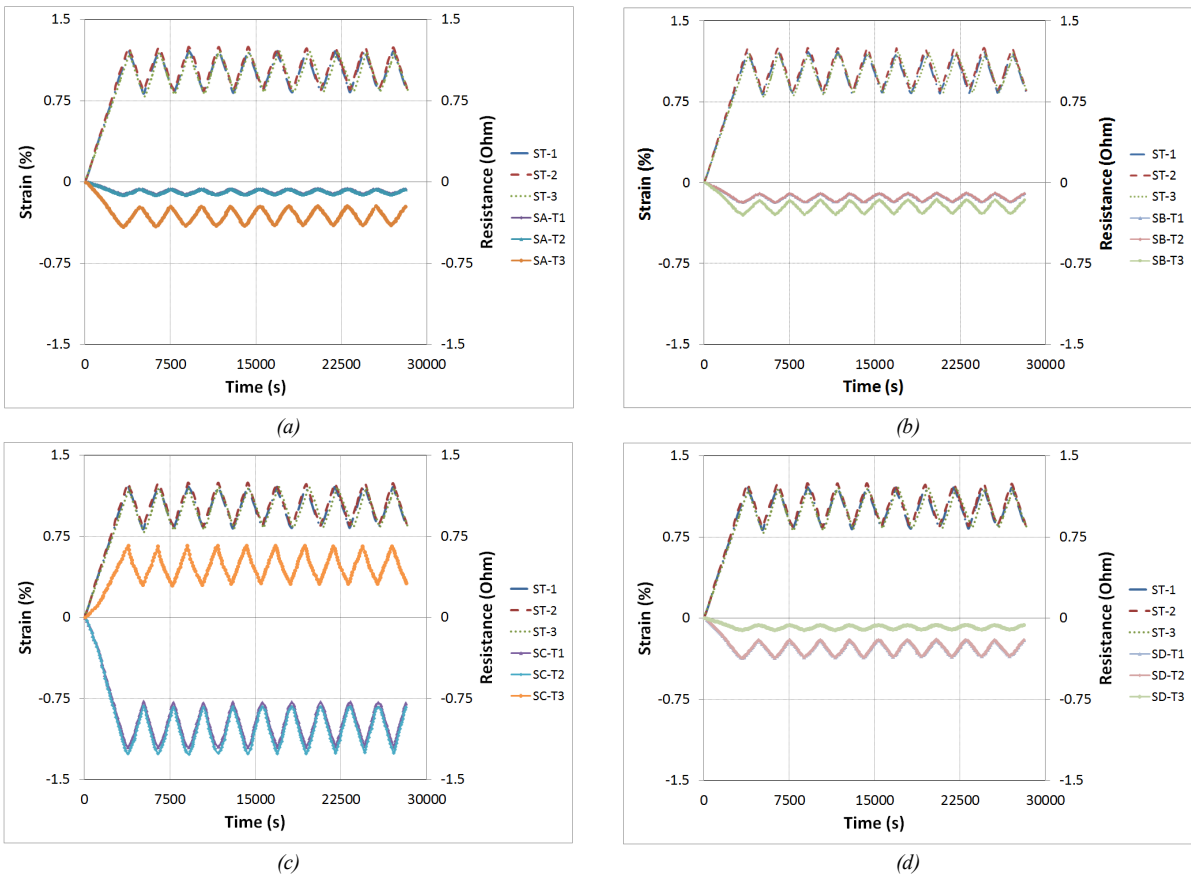 1.5
0.75
0
-0.75
-1.5
Strain (%)
0 7500 15000 22500 30000
Time (s)
1.5
0.75
0
-0.75
-1.5
Resistance (Ohm)
ST-1
ST-2
ST-3
SA-T1
SA-T2
SA-T3
(a)
1.5
0.75
0
-0.75
-1.5
Strain (%)
0 7500 15000 22500 30000
Time (s)
1.5
0.75
0
-0.75
-1.5
Resistance (Ohm)
ST-1
ST-2
ST-3
SB-T1
SB-T2
SB-T3
(b)
1.5
0.75
0
-0.75
-1.5
Strain (%)
0 7500 15000 22500 30000
Time (s)
1.5
0.75
0
-0.75
-1.5
Resistance (Ohm)
ST-1
ST-2
ST-3
SC-T1
SC-T2
SC-T3
(c)
1.5
0.75
0
-0.75
-1.5
Strain (%)
0 7500 15000 22500 30000
Time (s)
1.5
0.75
0
-0.75
-1.5
Resistance (Ohm)
ST-1
ST-2
ST-3
SD-T1
SD-T2
SD-T3
(d)